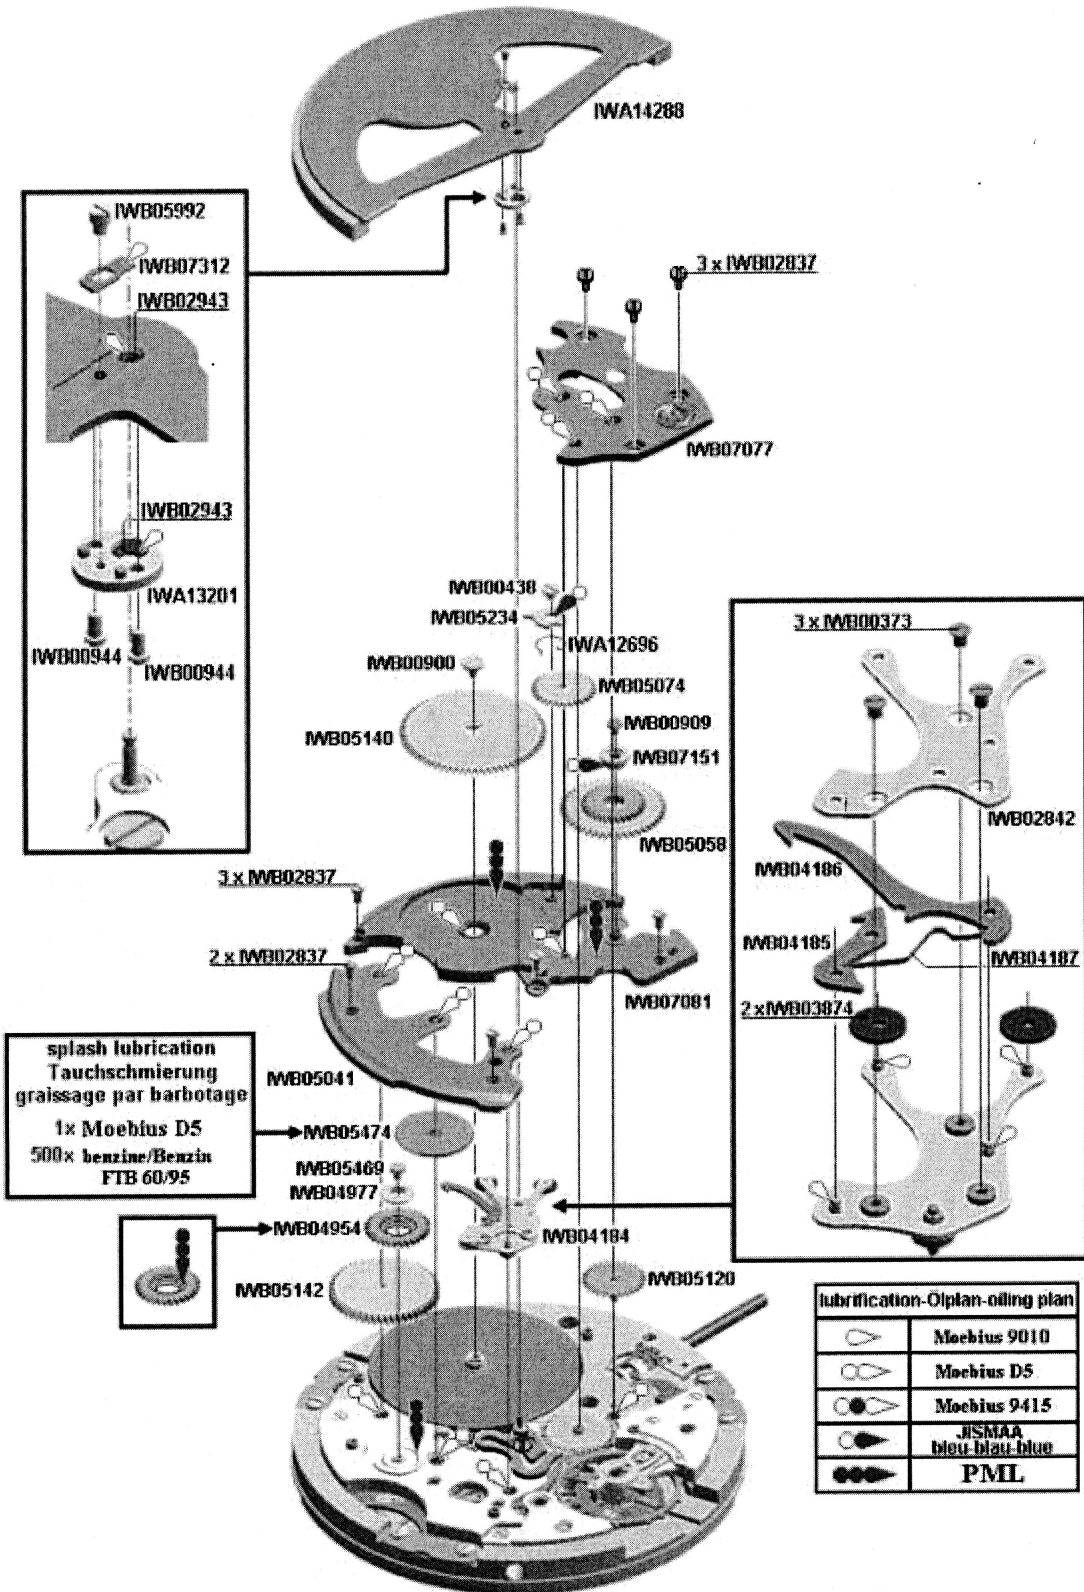 IWA14288
IWB05992
IWB07312
IWB02943
IWB02943
IWA13201
IWB00944
IWB00944
3 x IWB02837
IWB07077
IWB00438
IWB05234
IWA12696
IWB00900
IWB05074
IWB05140
IWB00909
IWB07151
IWB05058
3 x IWB02837
2 x IWB02837
IWB07081
IWB05041
splash lubrication
Tauchschmierung
graissage par barbotage
1x Moebius D5
500x benzine/Benzin
FTB 60/95
IWB05474
IWB05469
IWB04977
IWB04954
IWB04184
IWB05142
IWB05120
3 x IWB00373
IWB02842
IWB04186
IWB04185
IWB04187
2 xIWB03874
lubrification-Olplan-oiling plan
Moebius 9010
Moebius D5
Moebius 9415
JISMAA
bleu-blau-blue
PML